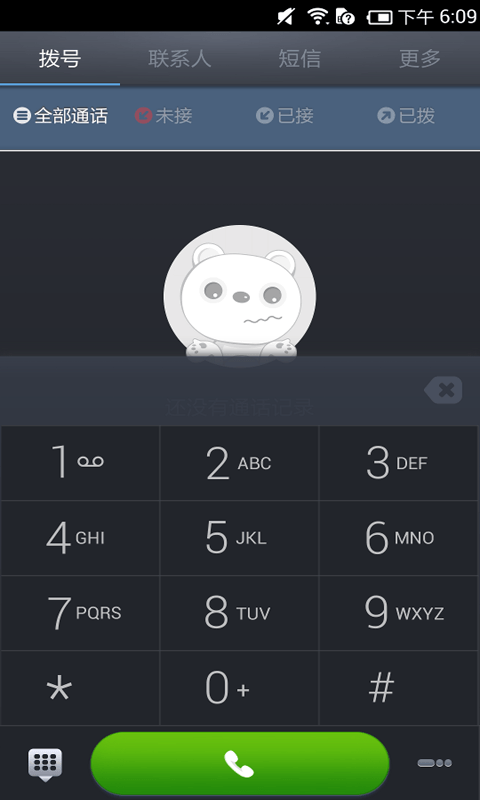 下午 6:09
拨号 联系人 短信 更多
全部通话 未接 已接 已拨
还没有通话记录
1 2 ABC 3 DEF
4 GHI 5 JKL 6 MNO
7 PQRS 8 TUV 9 WXYZ
* 0 + #